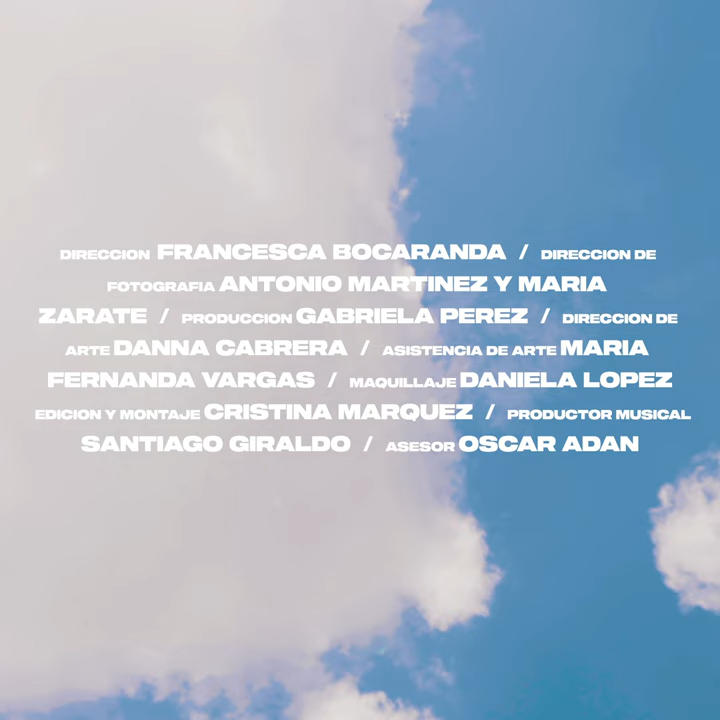 DIRECCION FRANCESCA BOCARANDA / DIRECCION DE
FOTOGRAFIA ANTONIO MARTINEZ Y MARIA
ZARATE / PRODUCCION GABRIELA PEREZ / DIRECCION DE
ARTE DANNA CABRERA / ASISTENCIA DE ARTE MARIA
FERNANDA VARGAS / MAQUILLAJE DANIELA LOPEZ
EDICION Y MONTAJE CRISTINA MARQUEZ / PRODUCTOR MUSICAL
SANTIAGO GIRALDO / ASESOR OSCAR ADAN